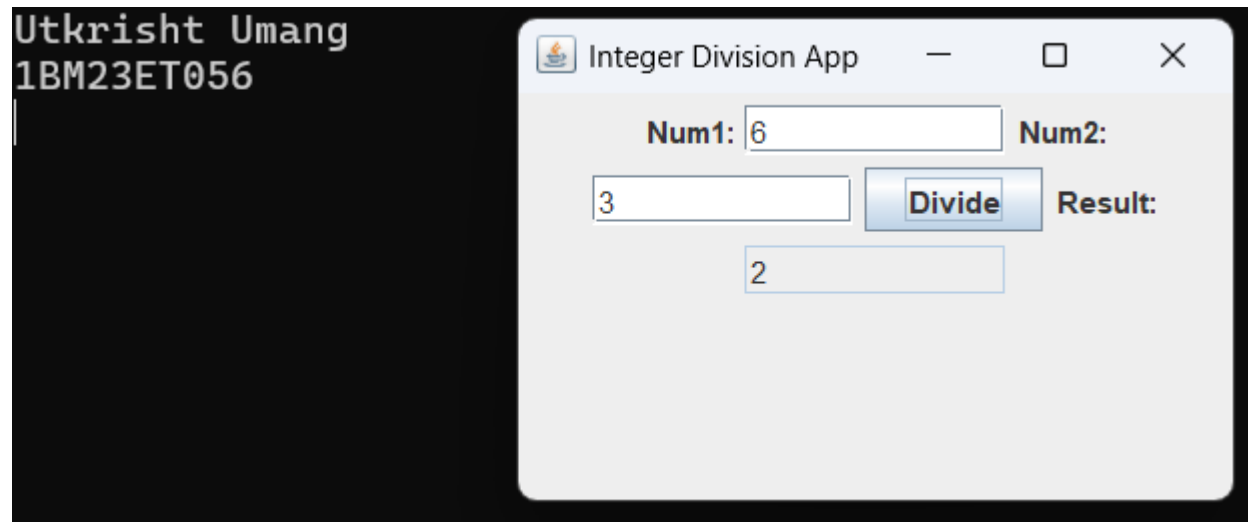 Utkrisht Umang
1BM23ET056
Integer Division App
Num1: 6 Num2:
3 Divide Result:
2